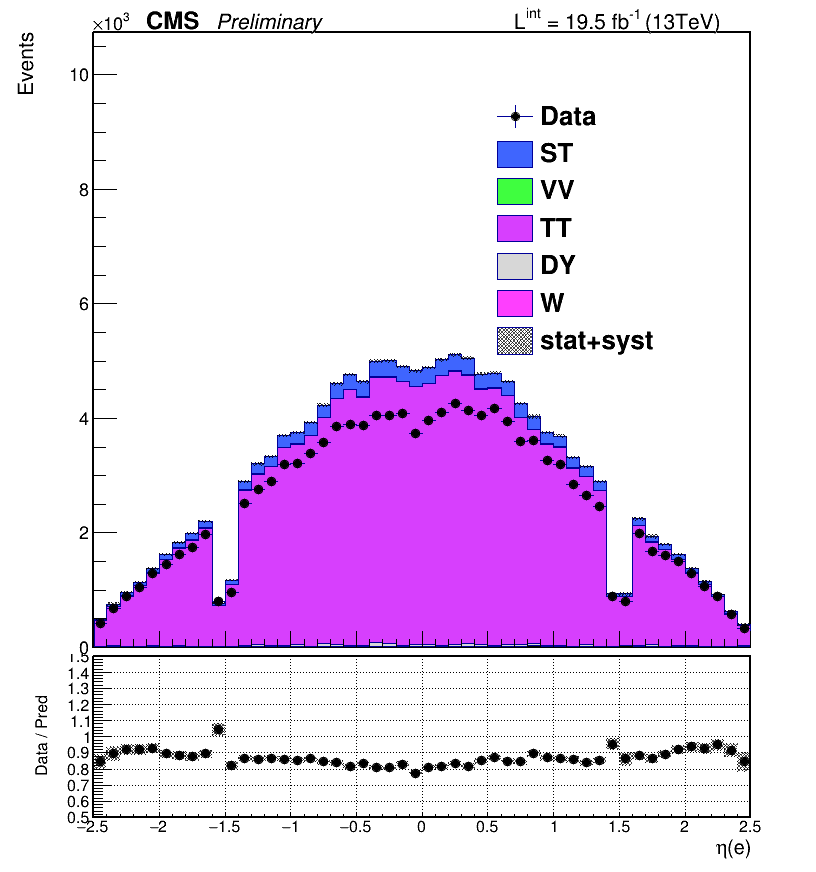 ×10³ CMS Preliminary L^int = 19.5 fb⁻¹ (13TeV)
Events
10
8
6
4
2
0
Data
ST
VV
TT
DY
W
stat+syst
Data / Pred
1.5
1.4
1.3
1.2
1.1
1
0.9
0.8
0.7
0.6
0.5
−2.5 −2 −1.5 −1 −0.5 0 0.5 1 1.5 2 2.5
η(e)